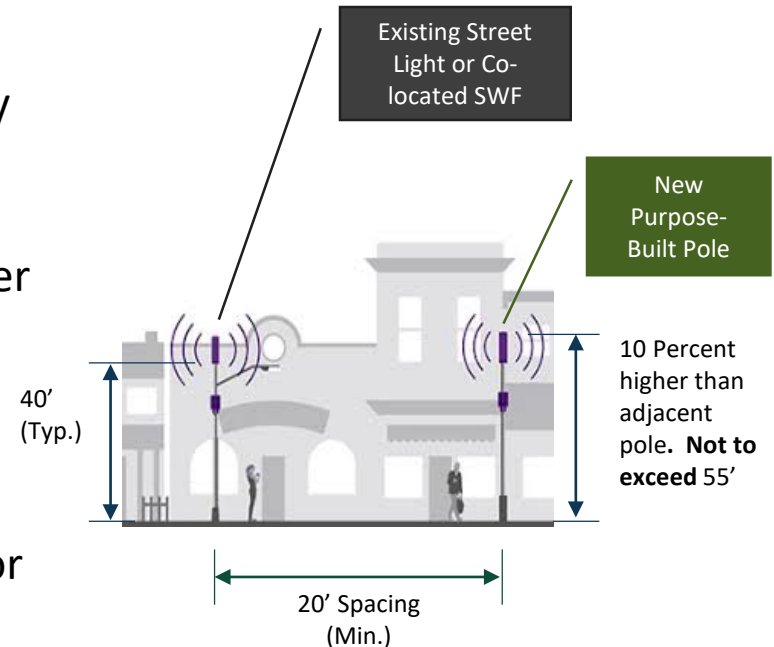 Existing Street
Light or Co-
located SWF
New
Purpose-
Built Pole
40’
(Typ.)
10 Percent
higher than
adjacent
pole. Not to
exceed 55’
20’ Spacing
(Min.)